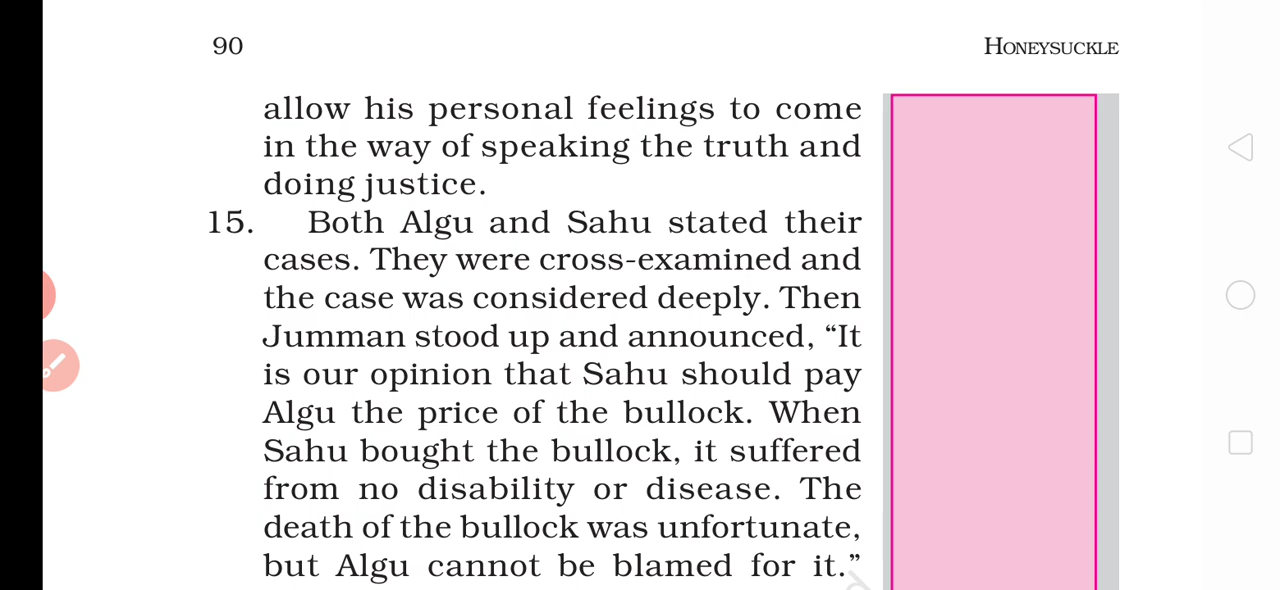 90
HONEYSUCKLE
allow his personal feelings to come
in the way of speaking the truth and
doing justice.
15. Both Algu and Sahu stated their
cases. They were cross-examined and
the case was considered deeply. Then
Jumman stood up and announced, “It
is our opinion that Sahu should pay
Algu the price of the bullock. When
Sahu bought the bullock, it suffered
from no disability or disease. The
death of the bullock was unfortunate,
but Algu cannot be blamed for it.”